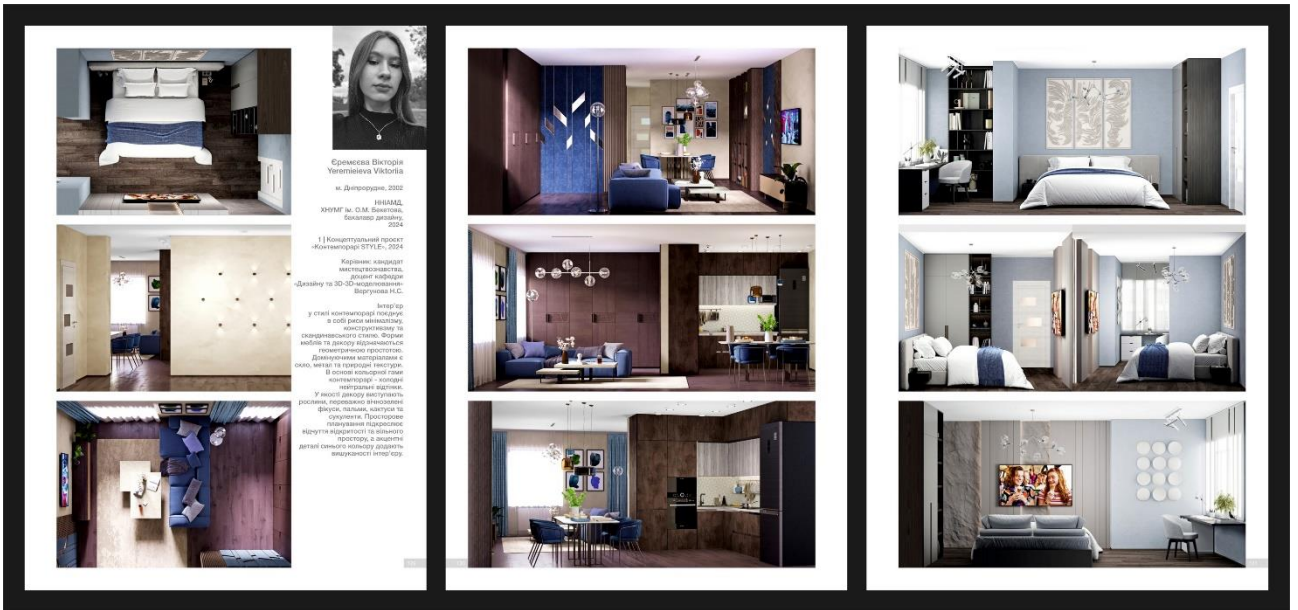 Єремєєва Вікторія
Yeremieieva Viktoriia
м. Дніпрорудне, 2002
ННІАМД,
ХНУМГ ім. О.М. Бекетова,
бакалавр дизайну,
2024
1 | Концептуальний проєкт
«Контемпорарі STYLE», 2024
Керівник: кандидат
мистецтвознавства,
доцент кафедри
«Дизайну та 3D-моделювання»
Вергунова Н.С.
Інтер'єр
у стилі контемпорарі поєднує
в собі риси мінімалізму,
конструктивізму та
скандинавського стилю. Форми
меблів та декору відзначаються
геометричною простотою.
Домінуючими матеріалами є
скло, метал та природні текстури.
В основі кольорової гами
контемпорарі - холодні
нейтральні відтінки.
У якості декору виступають
рослини, переважно вічнозелені
фікуси, пальми, кактуси та
сукуленти. Просторове
планування підкреслює
відчуття відкритості та вільного
простору, а акцентні
деталі синього кольору додають
вишуканості інтер'єру.